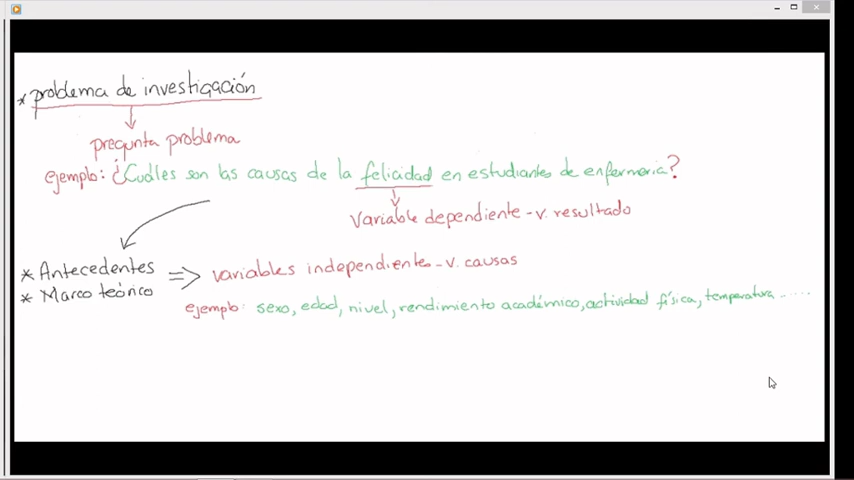 * problema de investigación
pregunta problema
ejemplo: ¿Cuáles son las causas de la felicidad en estudiantes de enfermería?
Variable dependiente - v. resultado
* Antecedentes => variables independientes - v. causas
* Marco teórico
ejemplo: sexo, edad, nivel, rendimiento académico, actividad física, temperatura.......